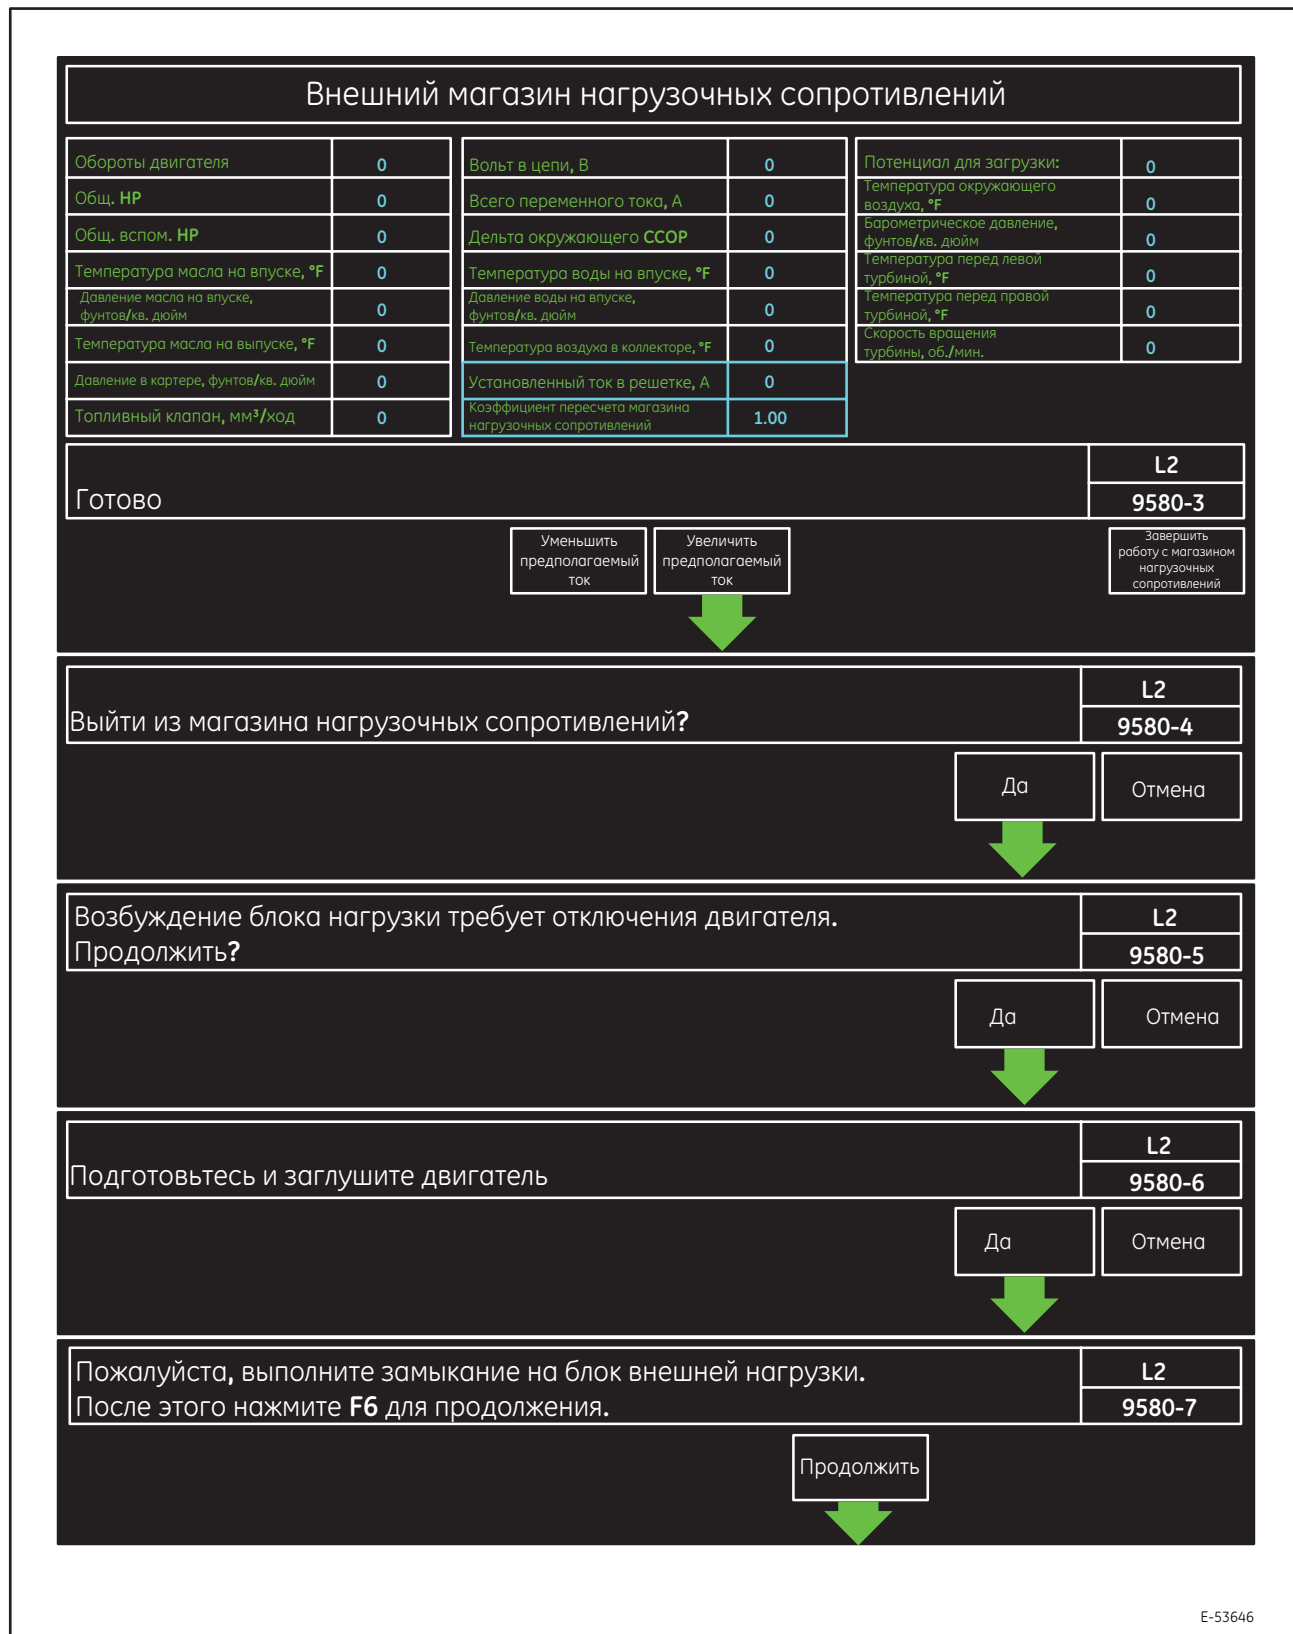 Внешний магазин нагрузочных сопротивлений
Обороты двигателя 0
Общ. HP 0
Общ. вспом. HP 0
Температура масла на впуске, °F 0
Давление масла на впуске,
фунтов/кв. дюйм 0
Температура масла на выпуске, °F 0
Давление в картере, фунтов/кв. дюйм 0
Топливный клапан, мм³/ход 0
Вольт в цепи, В 0
Всего переменного тока, А 0
Дельта окружающего CCOP 0
Температура воды на впуске, °F 0
Давление воды на впуске,
фунтов/кв. дюйм 0
Температура воздуха в коллекторе, °F 0
Установленный ток в решетке, А 0
Коэффициент пересчета магазина
нагрузочных сопротивлений 1.00
Потенциал для загрузки: 0
Температура окружающего
воздуха, °F 0
Барометрическое давление,
фунтов/кв. дюйм 0
Температура перед левой
турбиной, °F 0
Температура перед правой
турбиной, °F 0
Скорость вращения
турбины, об./мин. 0
L2
Готово 9580-3
Уменьшить
предполагаемый
ток
Увеличить
предполагаемый
ток
Завершить
работу с магазином
нагрузочных
сопротивлений
L2
Выйти из магазина нагрузочных сопротивлений? 9580-4
Да Отмена
Возбуждение блока нагрузки требует отключения двигателя. L2
Продолжить? 9580-5
Да Отмена
L2
Подготовьтесь и заглушите двигатель 9580-6
Да Отмена
Пожалуйста, выполните замыкание на блок внешней нагрузки. L2
После этого нажмите F6 для продолжения. 9580-7
Продолжить
E-53646